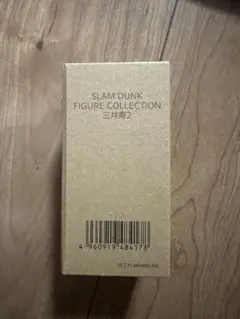 SLAM DUNK
FIGURE COLLECTION
三井寿2
4 960919 484178